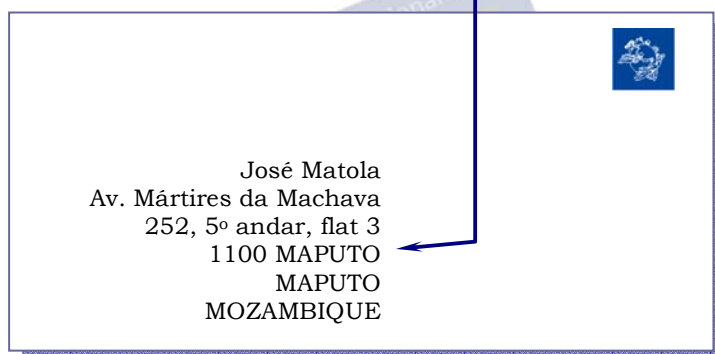 José Matola
Av. Mártires da Machava
252, 5º andar, flat 3
1100 MAPUTO
MAPUTO
MOZAMBIQUE